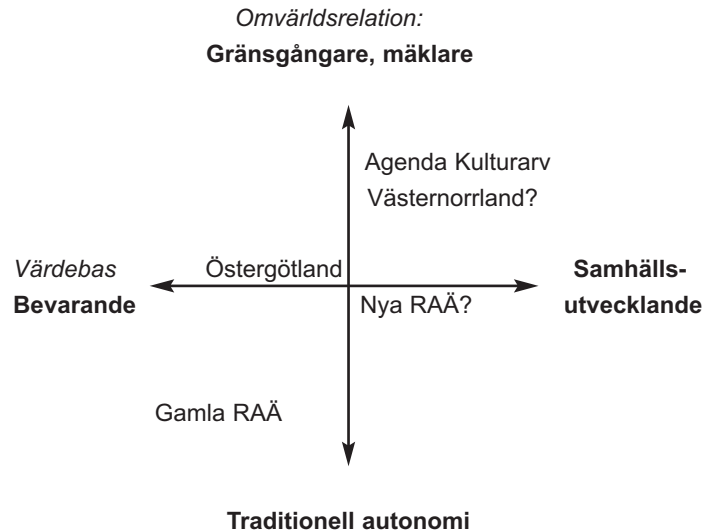 Omvärldsrelation:
Gränsgångare, mäklare
Agenda Kulturarv
Västernorrland?
Värdebas
Bevarande
Östergötland
Nya RAÄ?
Samhälls-
utvecklande
Gamla RAÄ
Traditionell autonomi